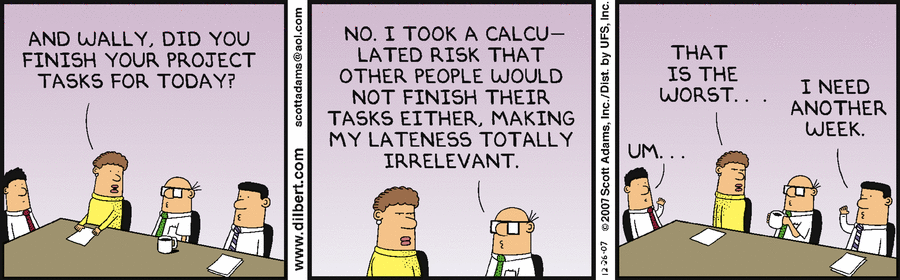 AND WALLY, DID YOU
FINISH YOUR PROJECT
TASKS FOR TODAY?
www.dilbert.com
scottadams@aol.com
NO. I TOOK A CALCU–
LATED RISK THAT
OTHER PEOPLE WOULD
NOT FINISH THEIR
TASKS EITHER, MAKING
MY LATENESS TOTALLY
IRRELEVANT.
12-26-07 © 2007 Scott Adams, Inc./Dist. by UFS, Inc.
UM. . .
THAT
IS THE
WORST. . . .
I NEED
ANOTHER
WEEK.